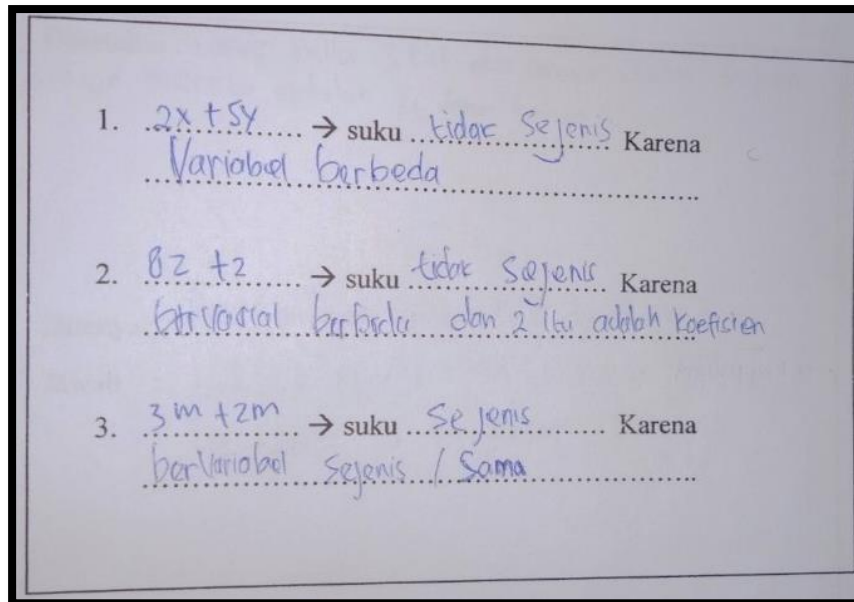 1. 2x + 5y → suku tidak sejenis Karena
Variabel berbeda
2. 8z + 2 → suku tidak sejenis Karena
berbeda dan 2 itu adalah koefisien
3. 3m + 2m → suku sejenis Karena
berVariabel sejenis / sama